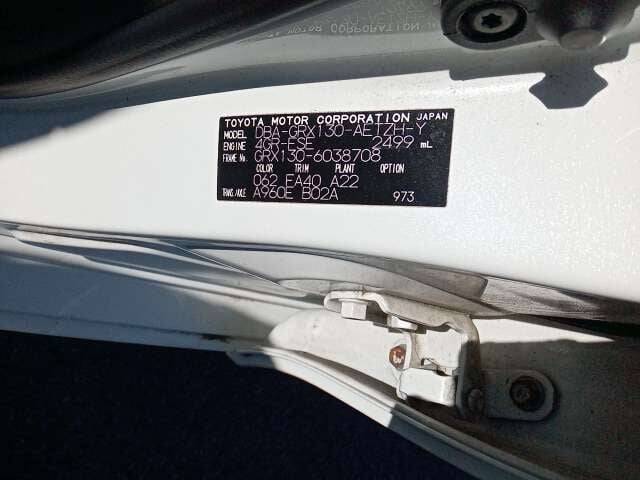 TOYOTA MOTOR CORPORATION JAPAN
MODEL DBA-GRX130-AETZH-Y
ENGINE 4GR-FSE 2499 mL
FRAME No. GRX130-6038708
COLOR TRIM PLANT OPTION
062 FA40 A22
TRANS/AXLE A960E B02A 973